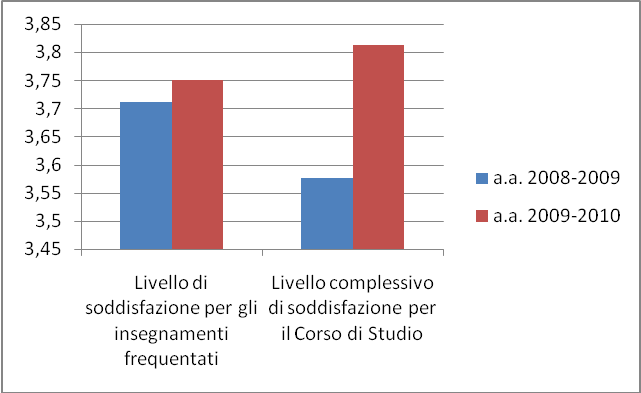 3,85
3,8
3,75
3,7
3,65
3,6
3,55
3,5
3,45
Livello di
soddisfazione per gli
insegnamenti
frequentati
Livello complessivo
di soddisfazione per
il Corso di Studio
a.a. 2008-2009
a.a. 2009-2010